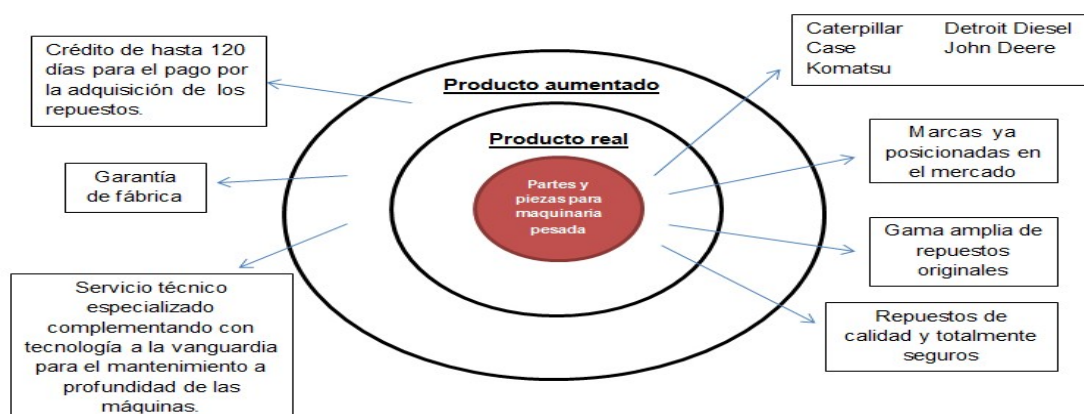 Crédito de hasta 120
días para el pago por
la adquisición de los
repuestos.
Garantía
de fábrica
Servicio técnico
especializado
complementando con
tecnología a la vanguardia
para el mantenimiento a
profundidad de las
máquinas.
Producto aumentado
Producto real
Partes y
piezas para
maquinaria
pesada
Caterpillar Detroit Diesel
Case John Deere
Komatsu
Marcas ya
posicionadas en
el mercado
Gama amplia de
repuestos
originales
Repuestos de
calidad y totalmente
seguros